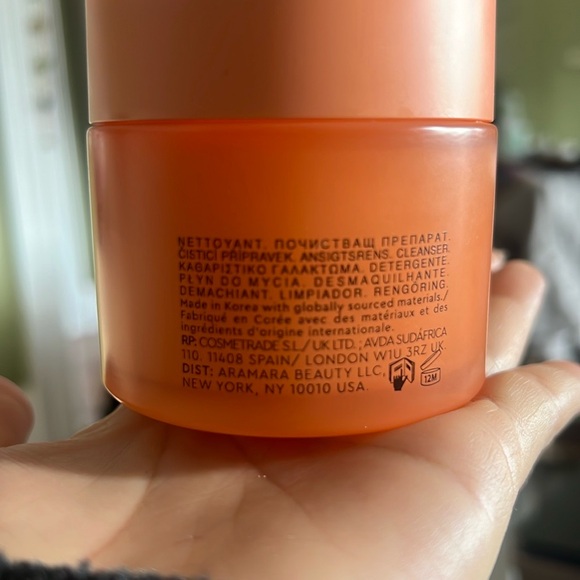 NETTOYANT. ПОЧИСТВАЩ ПРЕПАРАТ.
ČISTICÍ PŘÍPRAVEK. ANSIGTSRENS. CLEANSER.
ΚΑΘΑΡΙΣΤΙΚΟ ΓΑΛΑΚΤΩΜΑ. DETERGENTE.
PŁYN DO MYCIA. DESMAQUILHANTE.
DEMACHIANT. LIMPIADOR. RENGÖRING.
Made in Korea with globally sourced materials./
Fabriqué en Corée avec des matériaux et des
ingrédients d'origine internationale.
RP: COSMETRADE S.L./ UK LTD.; AVDA SUDÁFRICA
110. 11408 SPAIN/ LONDON W1U 3RZ UK.
DIST: ARAMARA BEAUTY LLC,
NEW YORK, NY 10010 USA.
12M